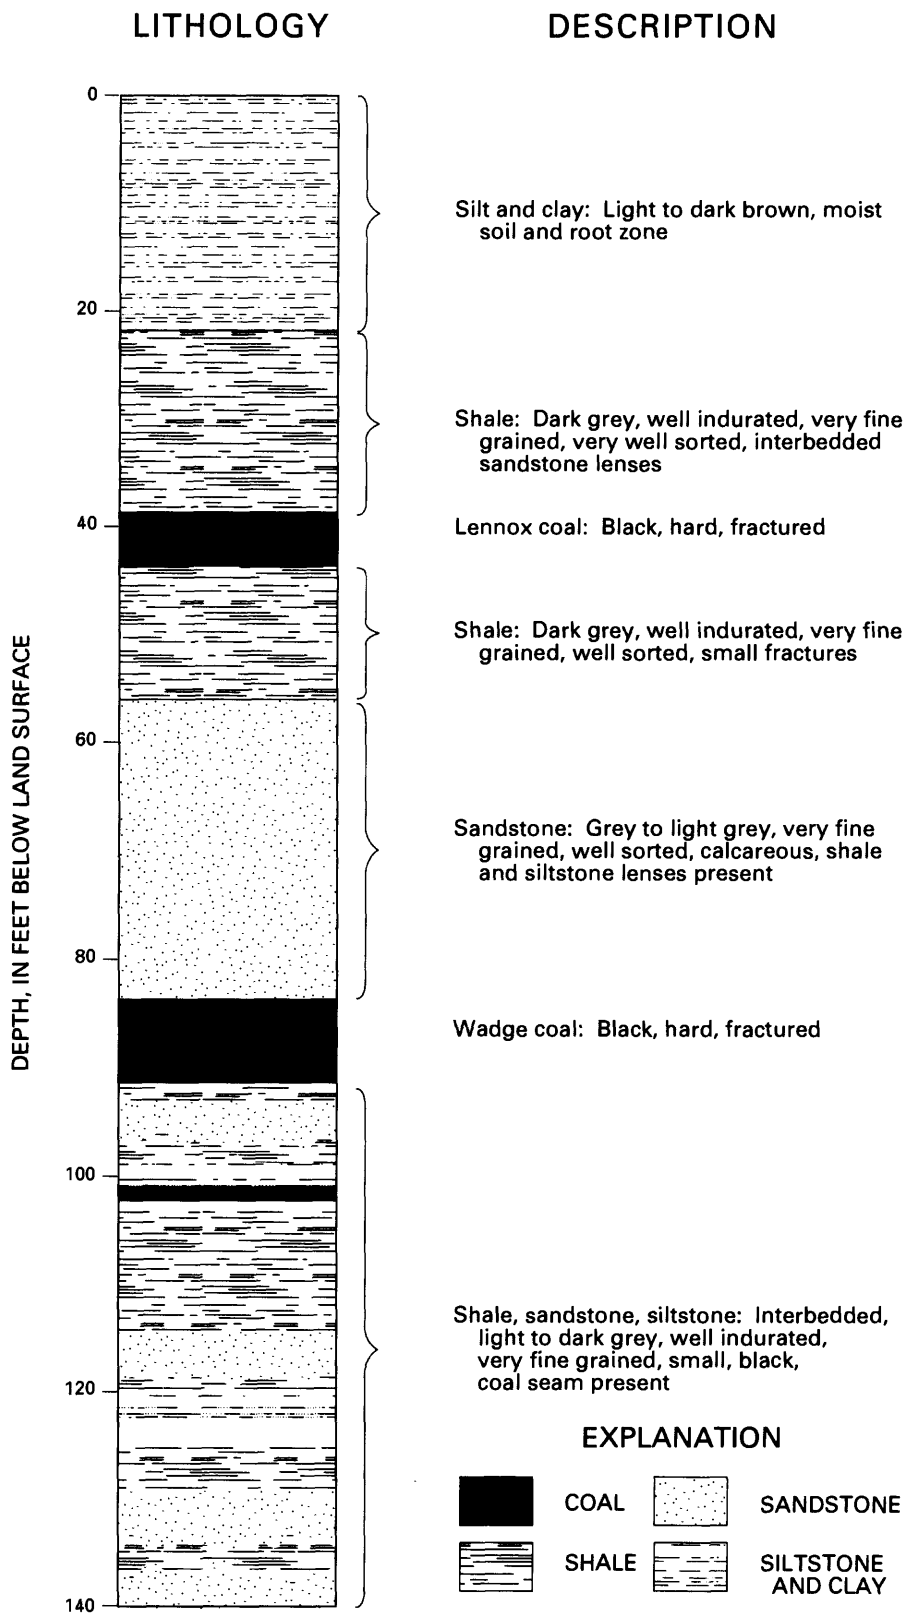 LITHOLOGY
DESCRIPTION
0
Silt and clay: Light to dark brown, moist
soil and root zone
20
Shale: Dark grey, well indurated, very fine
grained, very well sorted, interbedded
sandstone lenses
40
Lennox coal: Black, hard, fractured
Shale: Dark grey, well indurated, very fine
grained, well sorted, small fractures
DEPTH, IN FEET BELOW LAND SURFACE
60
Sandstone: Grey to light grey, very fine
grained, well sorted, calcareous, shale
and siltstone lenses present
80
Wadge coal: Black, hard, fractured
100
Shale, sandstone, siltstone: Interbedded,
light to dark grey, well indurated,
very fine grained, small, black,
coal seam present
120
EXPLANATION
COAL
SANDSTONE
SHALE
SILTSTONE
AND CLAY
140